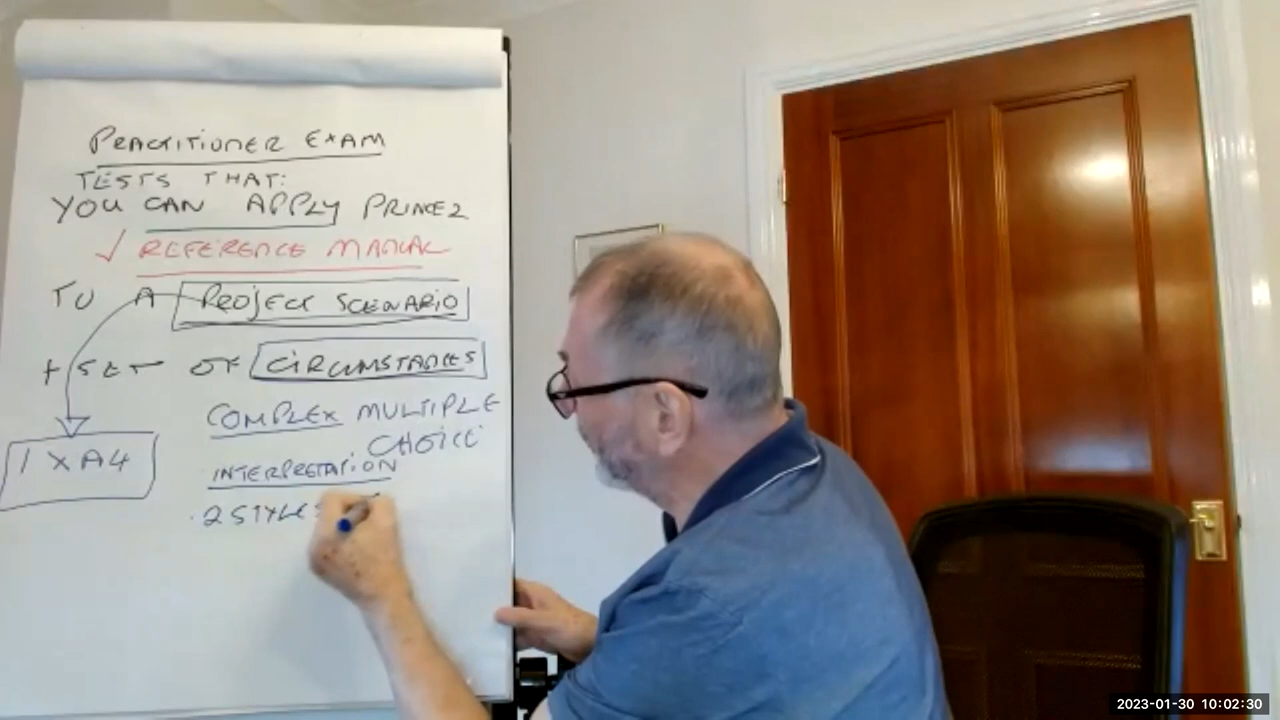 PRACTITIONER EXAM
TESTS THAT:
YOU CAN APPLY PRINCE2
√ REFERENCE MANUAL
TO A PROJECT SCENARIO
+ SET OF CIRCUMSTANCES
COMPLEX MULTIPLE
CHOICE
1 X A4
INTERPRETATION
. 2 STYLES
2023-01-30 10:02:30